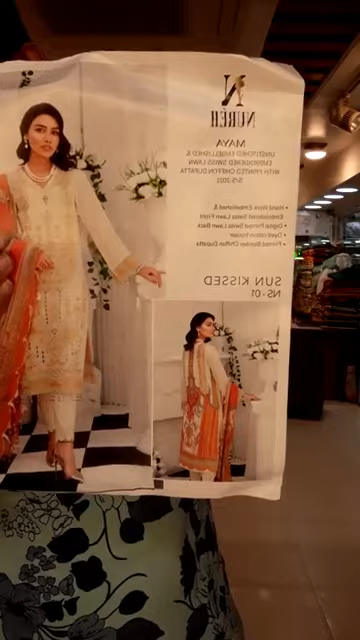 N
NUREH
MAYA
UNSTITCHED EMBELLISHED &
EMBROIDERED SWISS LAWN
WITH PRINTED CHIFFON DUPATTA
S/S 2021
• Hand Work Embellished &
Embroidered Swiss Lawn Front
• Digital Printed Swiss Lawn Back
• Dyed cotton trouser
• Printed Bember Chiffon Dupatta
SUN KISSED
NS - 01